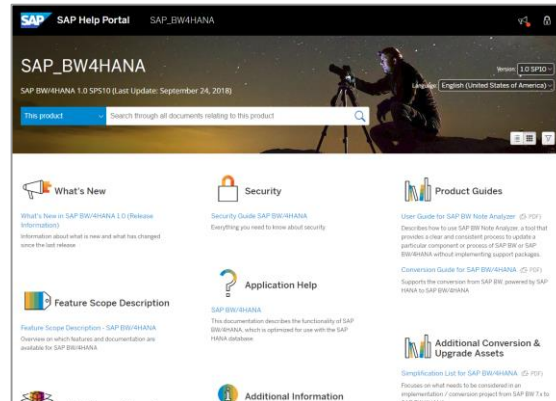 SAP SAP Help Portal SAP_BW4HANA
SAP_BW4HANA
Version: 1.0 SPS10
Language: English (United States of America)
SAP BW/4HANA 1.0 SPS10 (Last Update: September 24, 2018)
This product Search through all documents relating to this product
What's New
What's New in SAP BW/4HANA 1.0 (Release
Information)
Information about what is new and what has changed
since the last release
Feature Scope Description
Feature Scope Description - SAP BW/4HANA
Overview on which features and documentation are
available for SAP BW/4HANA
Security
Security Guide SAP BW/4HANA
Everything you need to know about security
Application Help
SAP BW/4HANA
This documentation describes the functionality of SAP
BW/4HANA, which is optimized for use with the SAP
HANA database
Additional Information
Product Guides
User Guide for SAP BW Note Analyzer (PDF)
Describes how to use SAP BW Note Analyzer, a tool that
provides a clear and consistent process to update a
particular component or process of SAP BW or SAP
BW/4HANA without implementing support packages.
Conversion Guide for SAP BW/4HANA (PDF)
Supports the conversion from SAP BW, powered by SAP
HANA to SAP BW/4HANA
Additional Conversion &
Upgrade Assets
Simplification List for SAP BW/4HANA (PDF)
Focuses on what needs to be considered in an
implementation / conversion project from SAP BW 7.x to